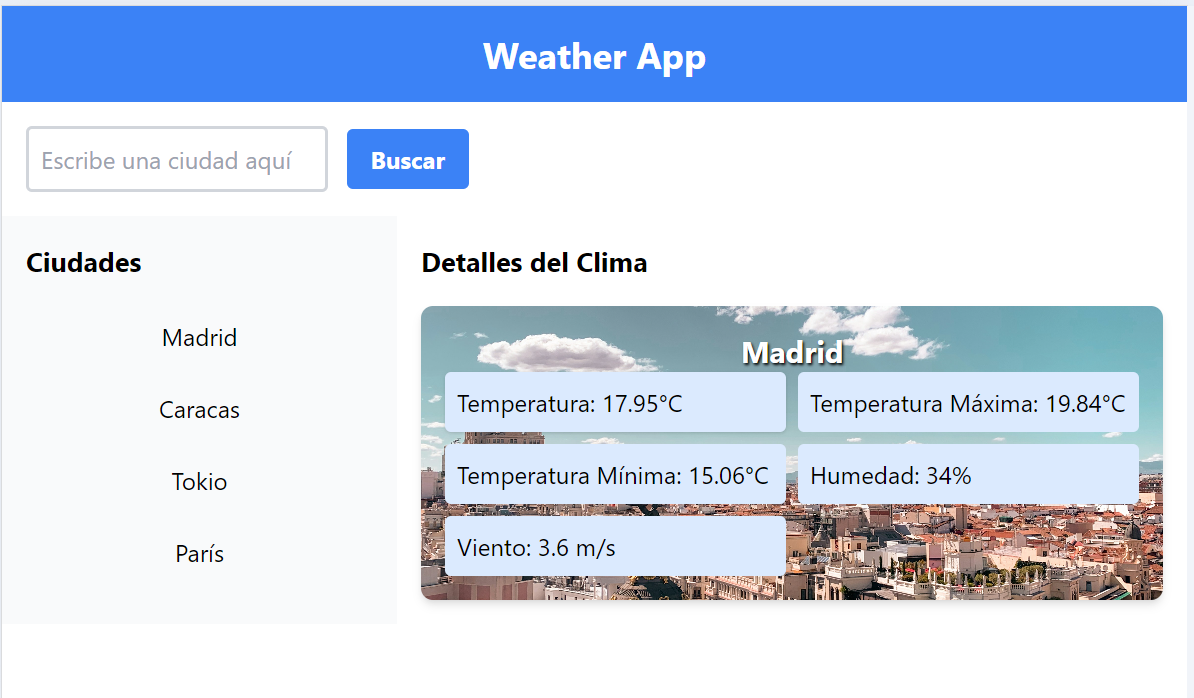 Weather App
Escribe una ciudad aquí
Buscar
Ciudades
Madrid
Caracas
Tokio
París
Detalles del Clima
Madrid
Temperatura: 17.95°C
Temperatura Máxima: 19.84°C
Temperatura Mínima: 15.06°C
Humedad: 34%
Viento: 3.6 m/s